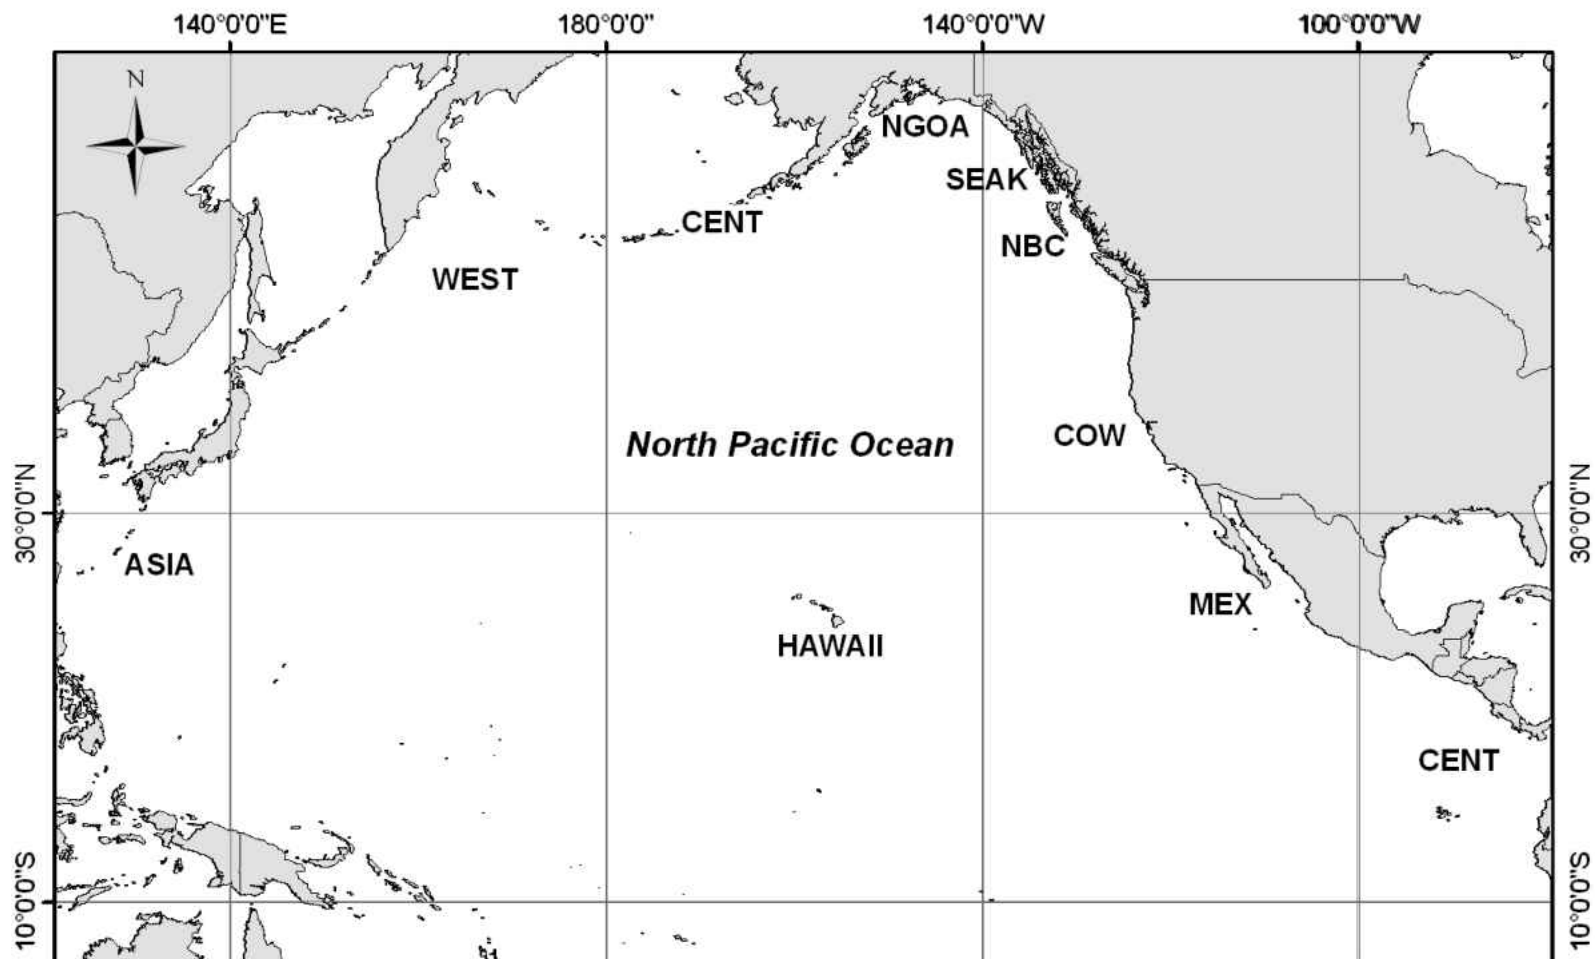 140°0'0"E
180°0'0"
140°0'0"W
100°0'0"W
N
NGOA
SEAK
CENT
NBC
WEST
COW
North Pacific Ocean
30°0'0"N
30°0'0"N
ASIA
MEX
HAWAII
CENT
10°0'0"S
10°0'0"S